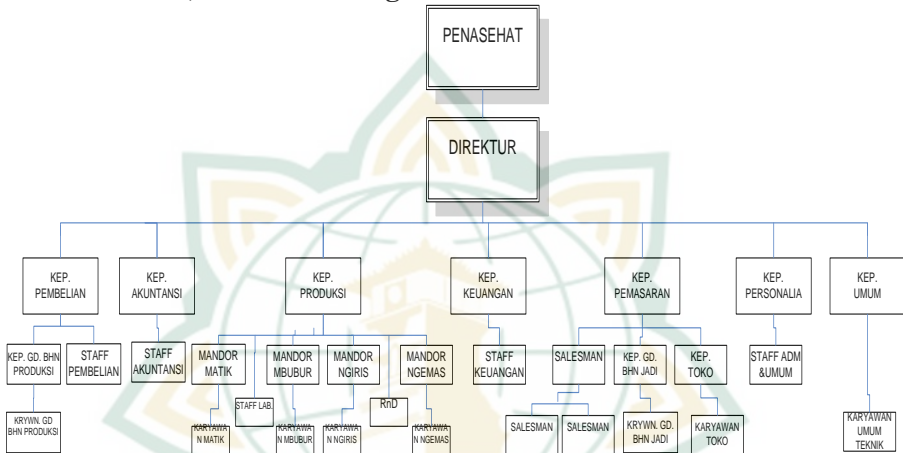 PENASEHAT
DIREKTUR
KEP.
PEMBELIAN
KEP.
AKUNTANSI
KEP.
PRODUKSI
KEP.
KEUANGAN
KEP.
PEMASARAN
KEP.
PERSONALIA
KEP.
UMUM
KEP. GD. BHN
PRODUKSI
STAFF
PEMBELIAN
STAFF
AKUNTANSI
MANDOR
MATIK
MANDOR
MBUBUR
MANDOR
NGIRIS
MANDOR
NGEMAS
STAFF
KEUANGAN
SALESMAN
KEP. GD.
BHN JADI
KEP.
TOKO
STAFF ADM
&UMUM
STAFF LAB.
RnD
KRYWN. GD
BHN PRODUKSI
KARYAWA
N MATIK
KARYAWA
N MBUBUR
KARYAWA
N NGIRIS
KARYAWA
N NGEMAS
SALESMAN
SALESMAN
KRYWN. GD.
BHN JADI
KARYAWAN
TOKO
KARYAWAN
UMUM
TEKNIK